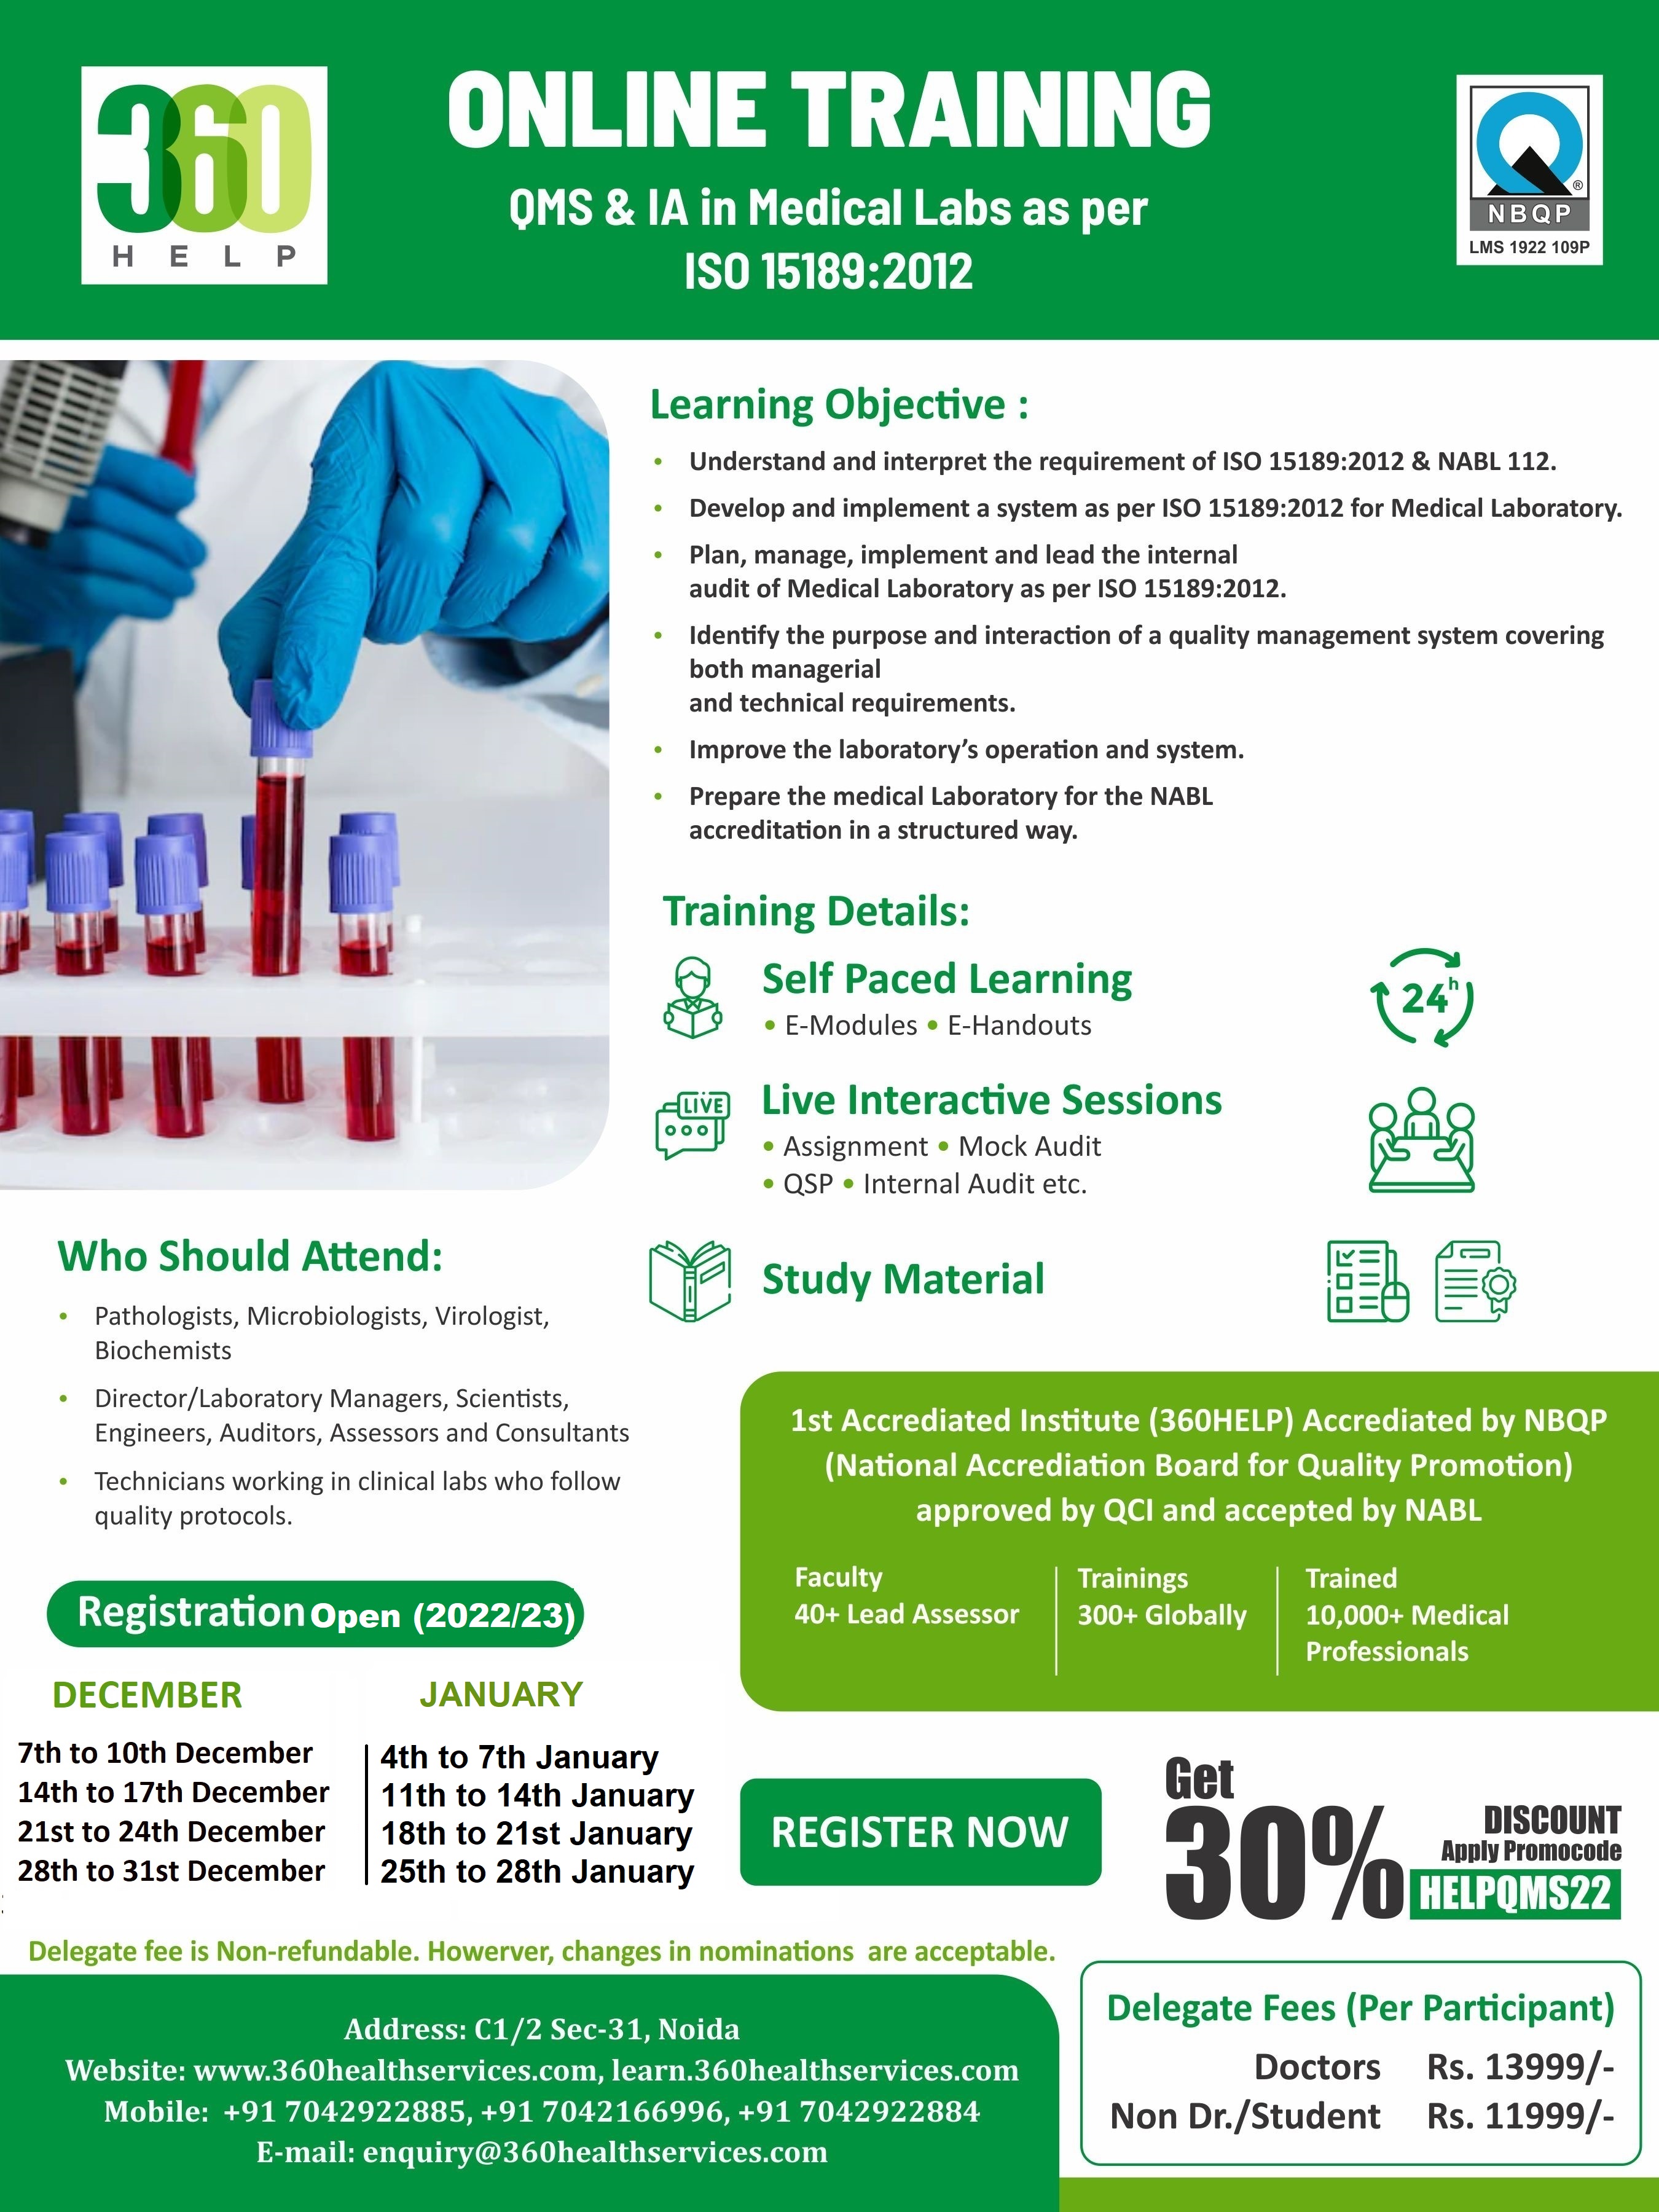 360
HELP
ONLINE TRAINING
QMS & IA in Medical Labs as per
ISO 15189:2012
®
NBQP
LMS 1922 109P
Learning Objective :
• Understand and interpret the requirement of ISO 15189:2012 & NABL 112.
• Develop and implement a system as per ISO 15189:2012 for Medical Laboratory.
• Plan, manage, implement and lead the internal
audit of Medical Laboratory as per ISO 15189:2012.
• Identify the purpose and interaction of a quality management system covering
both managerial
and technical requirements.
• Improve the laboratory's operation and system.
• Prepare the medical Laboratory for the NABL
accreditation in a structured way.
Training Details:
Self Paced Learning
• E-Modules • E-Handouts
24h
LIVE
Live Interactive Sessions
• Assignment • Mock Audit
• QSP • Internal Audit etc.
Study Material
Who Should Attend:
• Pathologists, Microbiologists, Virologist,
Biochemists
• Director/Laboratory Managers, Scientists,
Engineers, Auditors, Assessors and Consultants
• Technicians working in clinical labs who follow
quality protocols.
1st Accrediated Institute (360HELP) Accrediated by NBQP
(National Accrediation Board for Quality Promotion)
approved by QCI and accepted by NABL
Faculty
40+ Lead Assessor
Trainings
300+ Globally
Trained
10,000+ Medical
Professionals
Registration Open (2022/23)
DECEMBER
7th to 10th December
14th to 17th December
21st to 24th December
28th to 31st December
JANUARY
4th to 7th January
11th to 14th January
18th to 21st January
25th to 28th January
REGISTER NOW
Get
30%
DISCOUNT
Apply Promocode
HELPQMS22
Delegate fee is Non-refundable. Howerver, changes in nominations are acceptable.
Address: C1/2 Sec-31, Noida
Website: www.360healthservices.com, learn.360healthservices.com
Mobile: +91 7042922885, +91 7042166996, +91 7042922884
E-mail: enquiry@360healthservices.com
Delegate Fees (Per Participant)
Doctors Rs. 13999/-
Non Dr./Student Rs. 11999/-